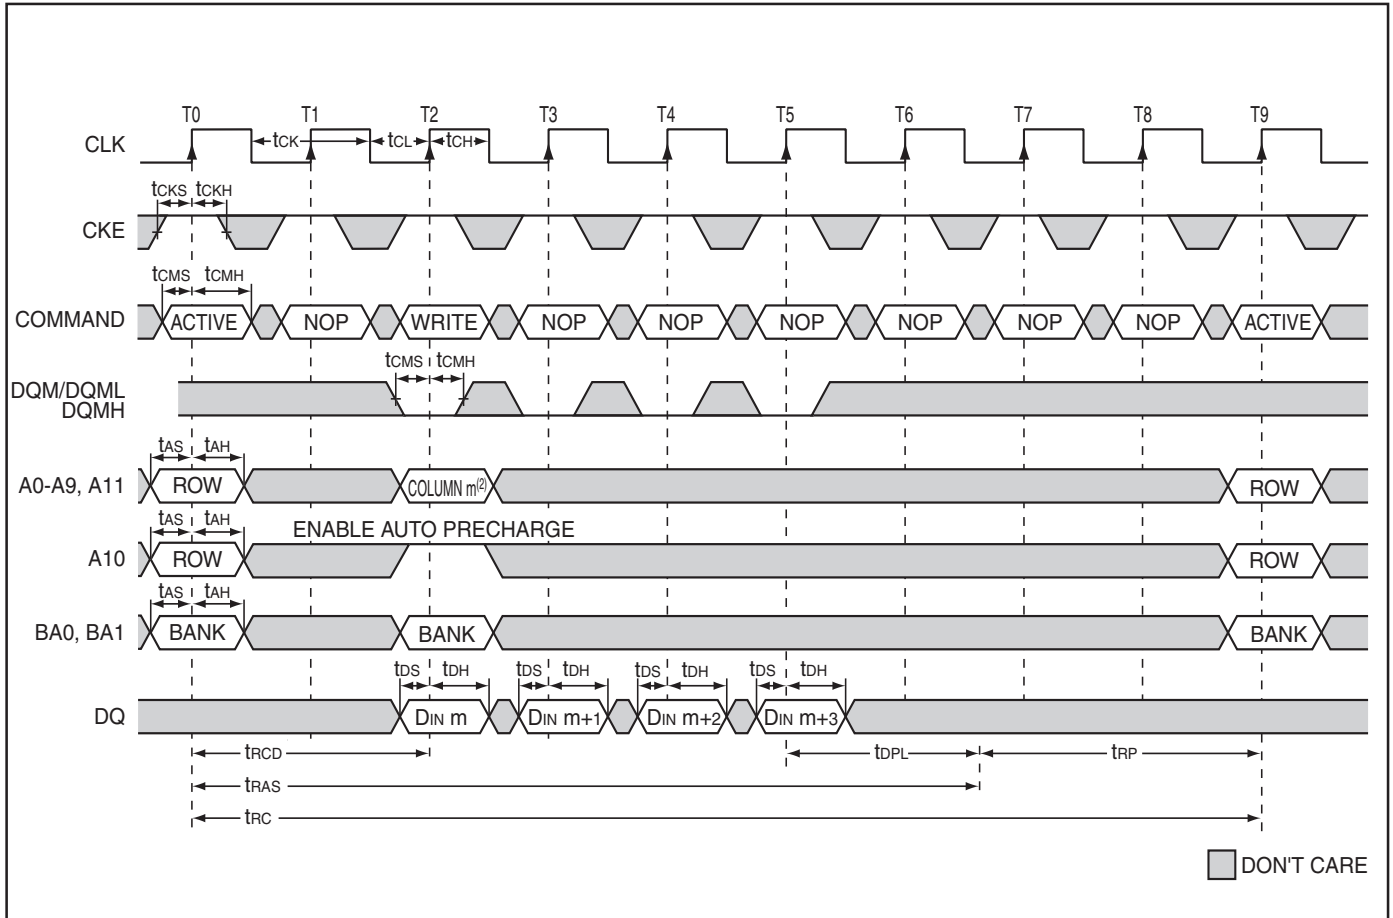 T0 T1 T2 T3 T4 T5 T6 T7 T8 T9
CLK tCK tCL tCH
tCKS tCKH
CKE
tCMS tCMH
COMMAND ACTIVE NOP WRITE NOP NOP NOP NOP NOP NOP ACTIVE
tCMS tCMH
DQM/DQML
DQMH
tAS tAH
A0-A9, A11 ROW COLUMN m(2) ROW
tAS tAH ENABLE AUTO PRECHARGE
A10 ROW ROW
tAS tAH
BA0, BA1 BANK BANK BANK
tDS tDH tDS tDH tDS tDH tDS tDH
DQ DIN m DIN m+1 DIN m+2 DIN m+3
tRCD tDPL tRP
tRAS
tRC
DON'T CARE